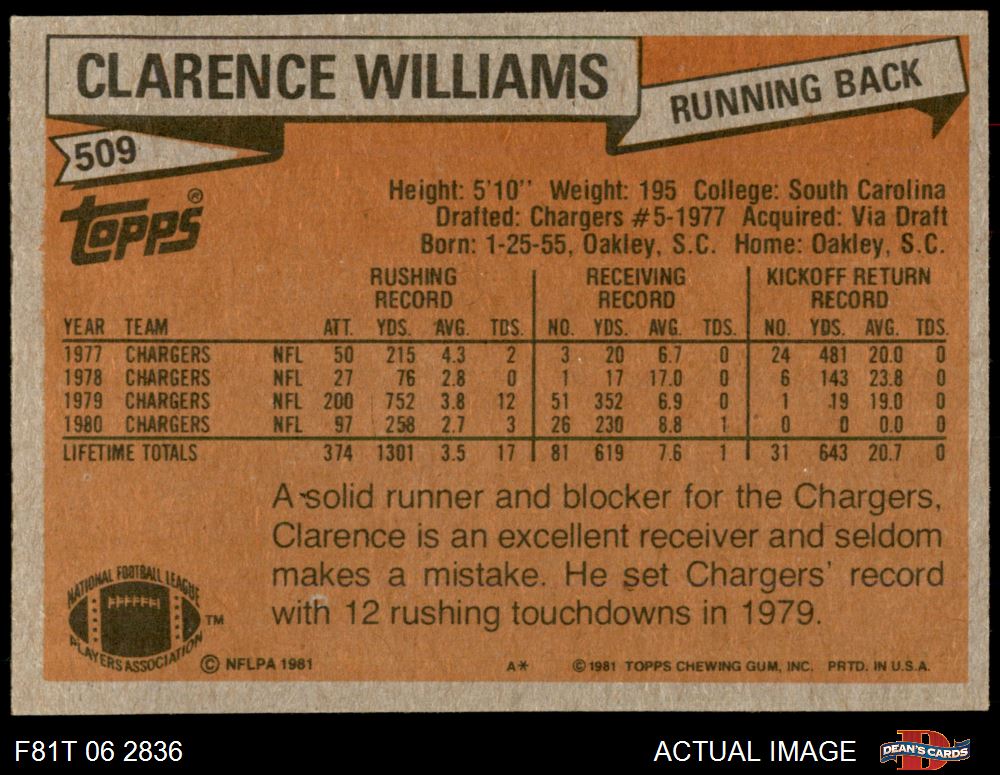 CLARENCE WILLIAMS
RUNNING BACK
509
TOPPS®
Height: 5'10'' Weight: 195 College: South Carolina
Drafted: Chargers #5-1977 Acquired: Via Draft
Born: 1-25-55, Oakley, S.C. Home: Oakley, S.C.
RUSHING RECORD RECEIVING RECORD KICKOFF RETURN RECORD
YEAR TEAM ATT. YDS. AVG. TDS. NO. YDS. AVG. TDS. NO. YDS. AVG. TDS.
1977 CHARGERS NFL 50 215 4.3 2 3 20 6.7 0 24 481 20.0 0
1978 CHARGERS NFL 27 76 2.8 0 1 17 17.0 0 6 143 23.8 0
1979 CHARGERS NFL 200 752 3.8 12 51 352 6.9 0 1 19 19.0 0
1980 CHARGERS NFL 97 258 2.7 3 26 230 8.8 1 0 0 0.0 0
LIFETIME TOTALS 374 1301 3.5 17 81 619 7.6 1 31 643 20.7 0
A solid runner and blocker for the Chargers,
Clarence is an excellent receiver and seldom
makes a mistake. He set Chargers' record
with 12 rushing touchdowns in 1979.
NATIONAL FOOTBALL LEAGUE
PLAYERS ASSOCIATION ™
© NFLPA 1981 A* © 1981 TOPPS CHEWING GUM, INC. PRTD. IN U.S.A.
F81T 06 2836 ACTUAL IMAGE DEAN'S CARDS